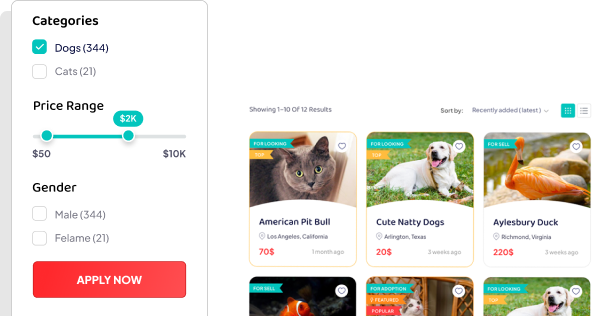 Categories
Dogs (344)
Cats (21)
Price Range
$2K
$50 $10K
Gender
Male (344)
Felame (21)
APPLY NOW
Showing 1-10 Of 12 Results
Sort by: Recently added (latest)
FOR LOOKING
TOP
American Pit Bull
Los Angeles, California
70$ 1 month ago
FOR LOOKING
TOP
Cute Natty Dogs
Arlington, Texas
20$ 3 weeks ago
FOR SELL
Aylesbury Duck
Richmond, Virginia
220$ 3 weeks ago
FOR SELL
FOR ADOPTION
FEATURED
POPULAR
FOR LOOKING
TOP